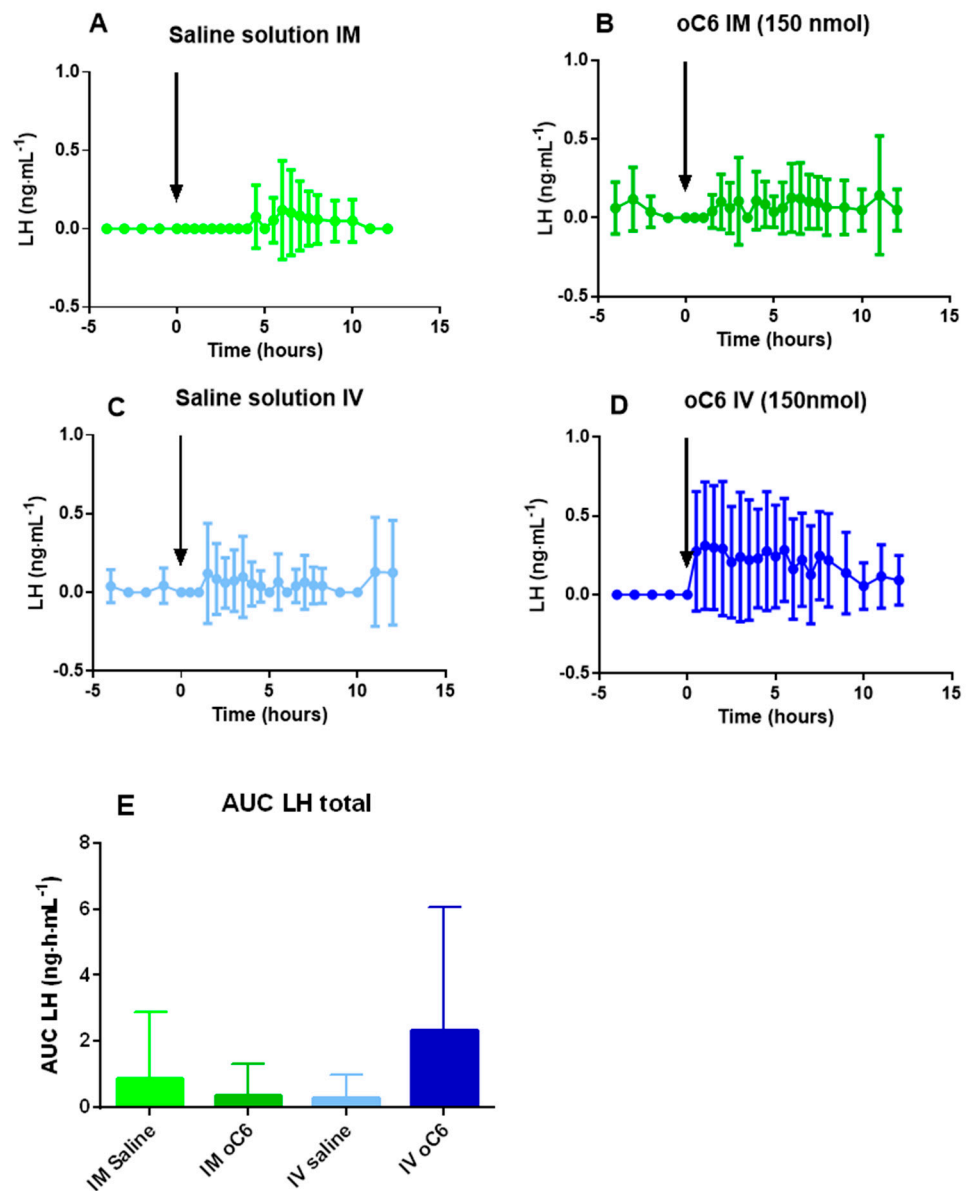 A
Saline solution IM
1.0
0.5
0.0
-0.5
LH (ng·mL⁻¹)
-5 0 5 10 15
Time (hours)
B
oC6 IM (150 nmol)
1.0
0.5
0.0
-0.5
LH (ng·mL⁻¹)
-5 0 5 10 15
Time (hours)
C
Saline solution IV
1.0
0.5
0.0
-0.5
LH (ng·mL⁻¹)
-5 0 5 10 15
Time (hours)
D
oC6 IV (150nmol)
1.0
0.5
0.0
-0.5
LH (ng·mL⁻¹)
-5 0 5 10 15
Time (hours)
E
AUC LH total
8
6
4
2
0
AUC LH (ng·h·mL⁻¹)
IM Saline
IM oC6
IV saline
IV oC6